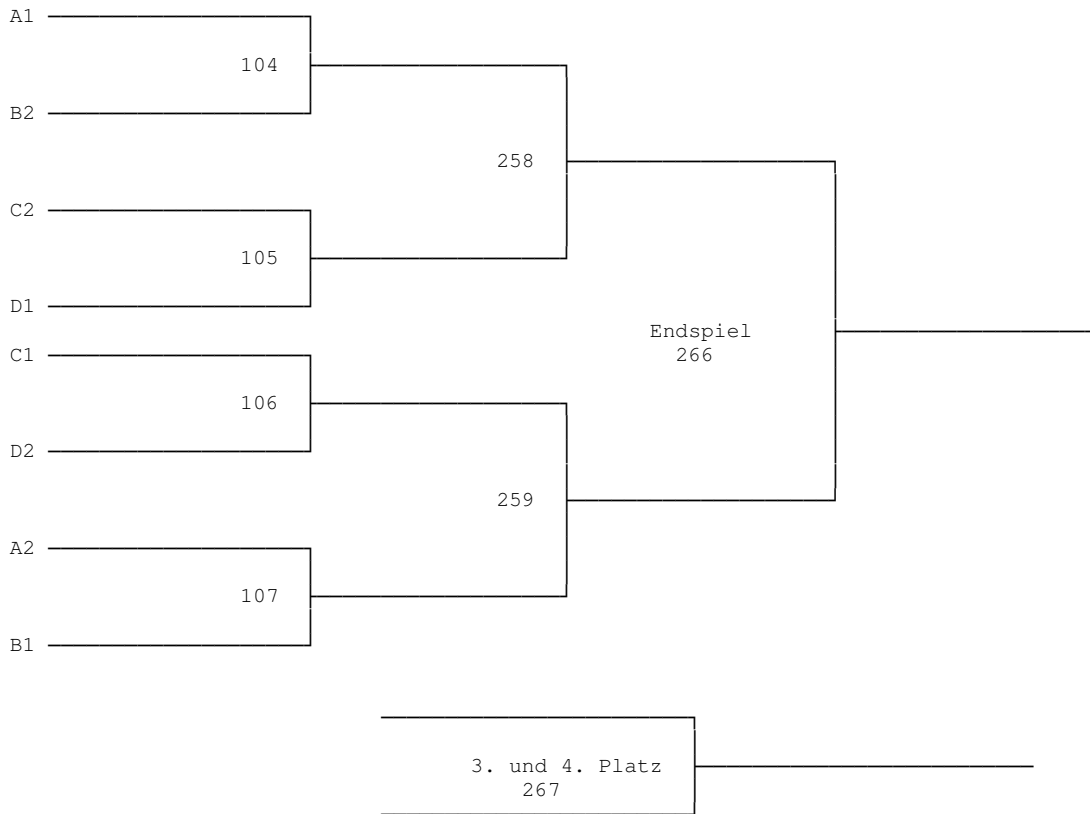 A1
104
B2
258
C2
105
D1
Endspiel
C1
266
106
D2
259
A2
107
B1
3. und 4. Platz
267